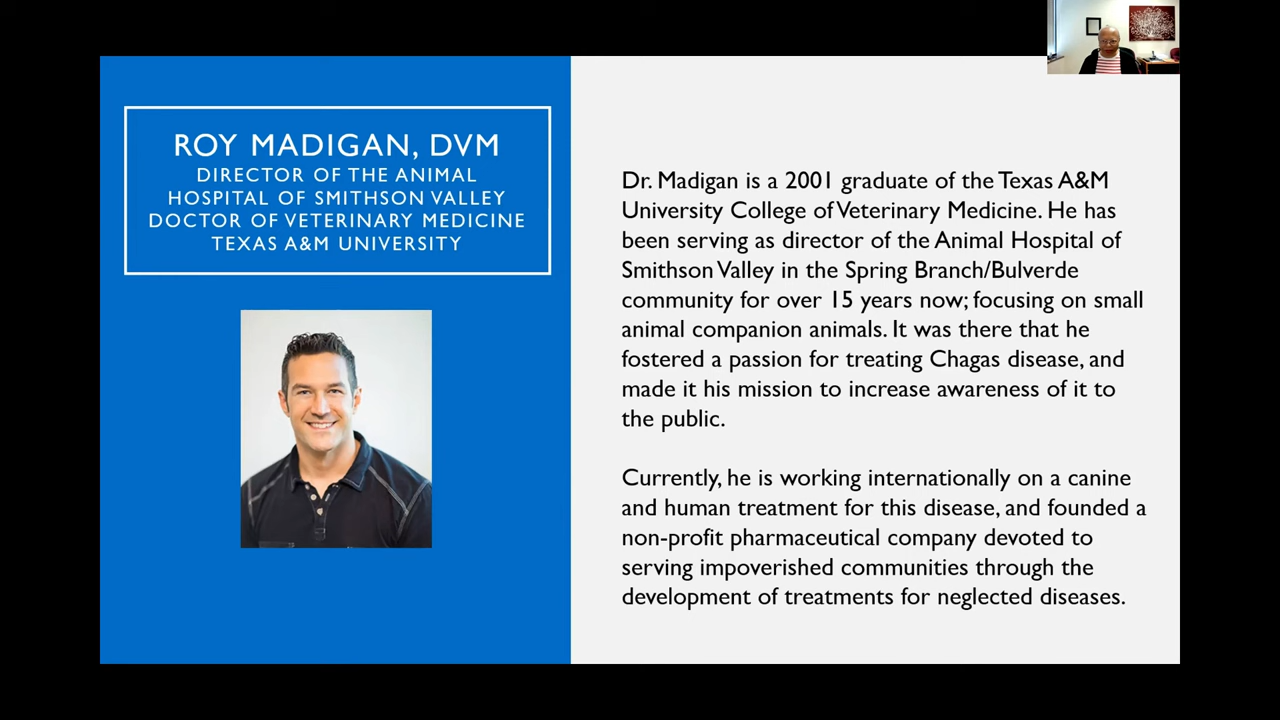 ROY MADIGAN, DVM
DIRECTOR OF THE ANIMAL
HOSPITAL OF SMITHSON VALLEY
DOCTOR OF VETERINARY MEDICINE
TEXAS A&M UNIVERSITY
Dr. Madigan is a 2001 graduate of the Texas A&M
University College of Veterinary Medicine. He has
been serving as director of the Animal Hospital of
Smithson Valley in the Spring Branch/Bulverde
community for over 15 years now; focusing on small
animal companion animals. It was there that he
fostered a passion for treating Chagas disease, and
made it his mission to increase awareness of it to
the public.
Currently, he is working internationally on a canine
and human treatment for this disease, and founded a
non-profit pharmaceutical company devoted to
serving impoverished communities through the
development of treatments for neglected diseases.